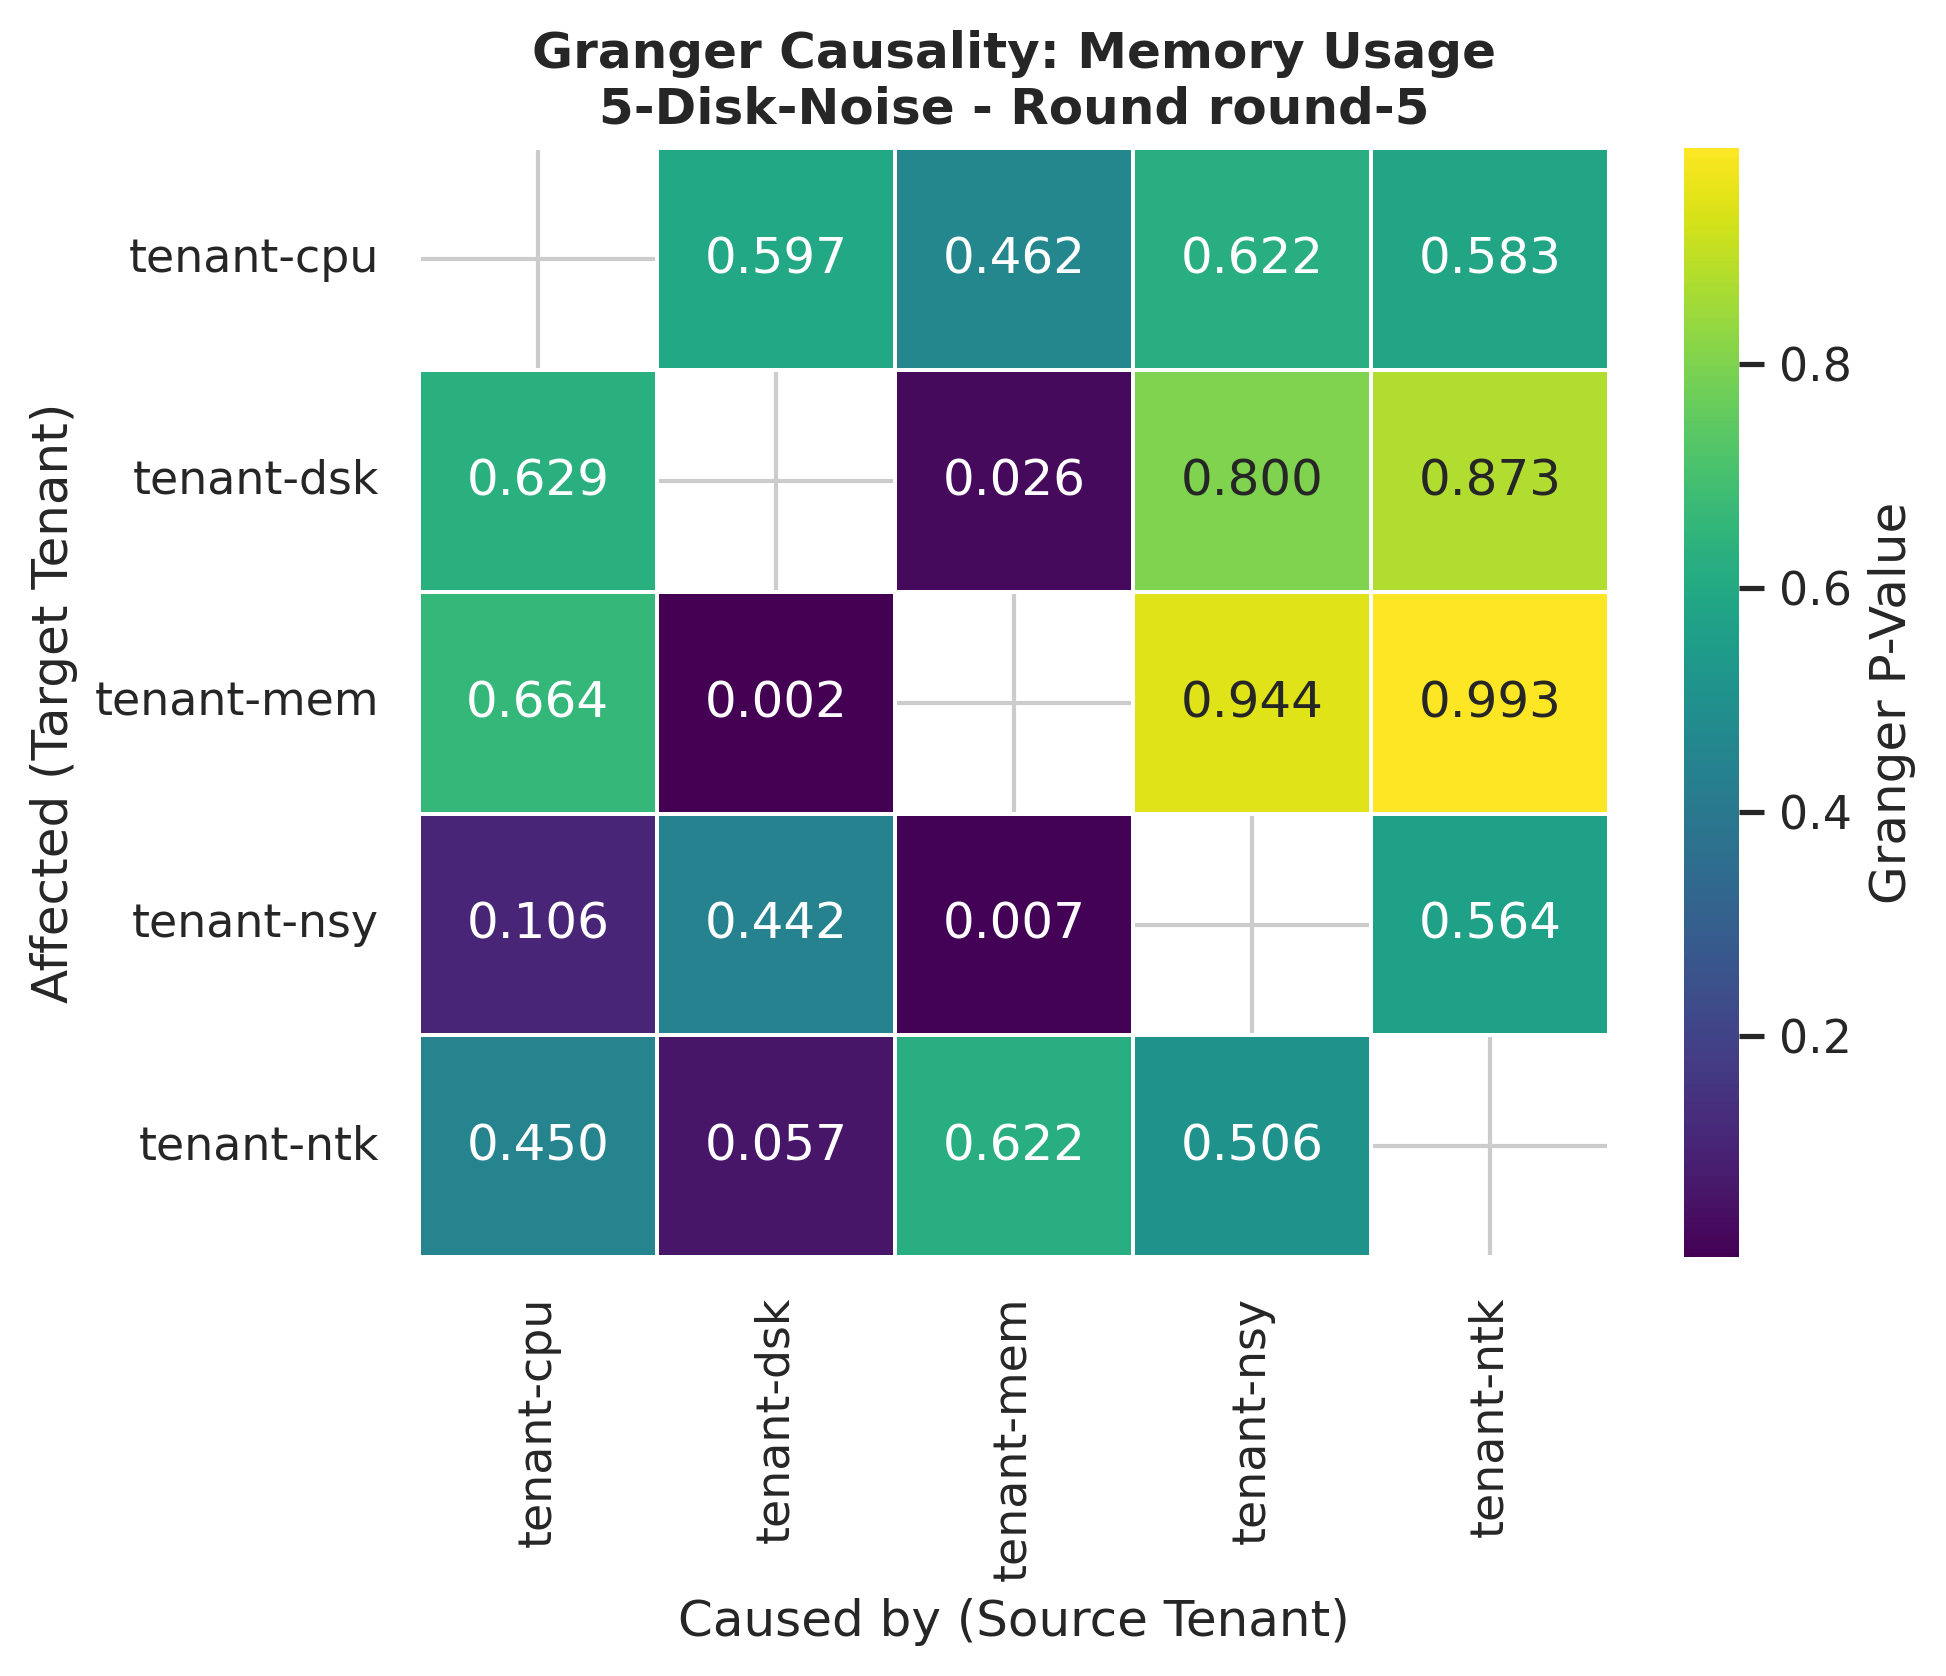 Granger Causality: Memory Usage
5-Disk-Noise - Round round-5
Affected (Target Tenant)
tenant-cpu 0.597 0.462 0.622 0.583
tenant-dsk 0.629 0.026 0.800 0.873
tenant-mem 0.664 0.002 0.944 0.993
tenant-nsy 0.106 0.442 0.007 0.564
tenant-ntk 0.450 0.057 0.622 0.506
tenant-cpu
tenant-dsk
tenant-mem
tenant-nsy
tenant-ntk
Caused by (Source Tenant)
0.8
0.6
0.4
0.2
Granger P-Value